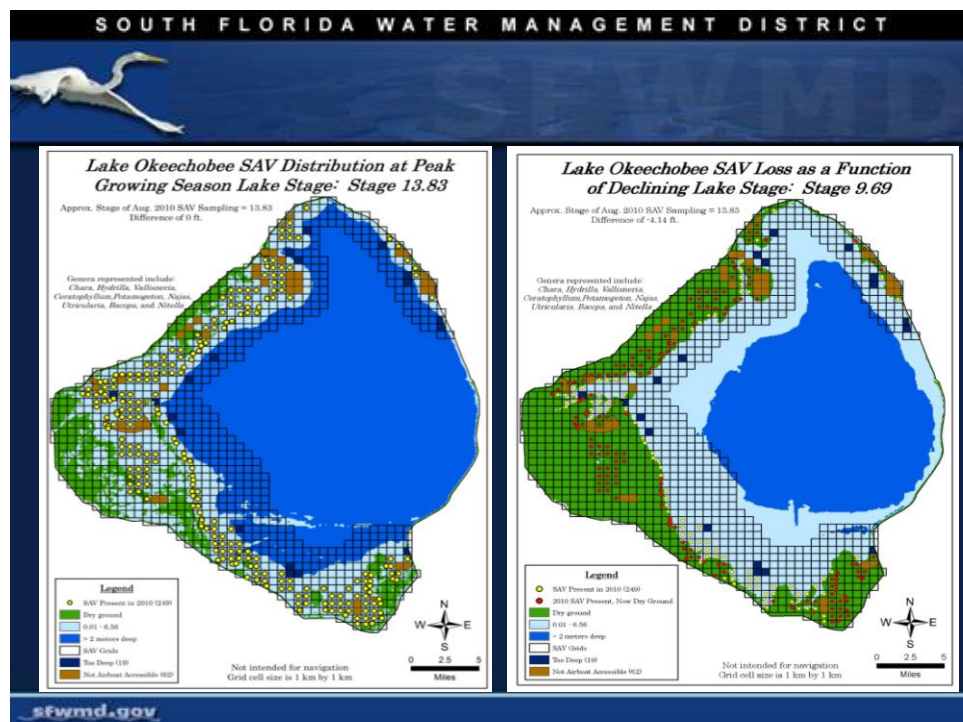 SOUTH FLORIDA WATER MANAGEMENT DISTRICT
SFWMD
Lake Okeechobee SAV Distribution at Peak
Growing Season Lake Stage: Stage 13.83
Approx. Stage of Aug. 2010 SAV Sampling = 13.83
Difference of 0 ft.
Genera represented include:
Chara, Hydrilla, Vallisneria,
Ceratophyllum, Potamogeton, Najas,
Utricularia, Bacopa, and Nitella
Legend
SAV Present in 2010 (249)
Dry ground
0.01 - 6.56
> 2 meters deep
SAV Grids
Too Deep (19)
Not Airboat Accessible (62)
N
W E
S
0 2.5 5
Miles
Not intended for navigation
Grid cell size is 1 km by 1 km
Lake Okeechobee SAV Loss as a Function
of Declining Lake Stage: Stage 9.69
Approx. Stage of Aug. 2010 SAV Sampling = 13.83
Difference of -4.14 ft.
Genera represented include:
Chara, Hydrilla, Vallisneria,
Ceratophyllum, Potamogeton, Najas,
Utricularia, Bacopa, and Nitella
Legend
SAV Present in 2010 (249)
2010 SAV Present, Now Dry Ground
Dry ground
0.01 - 6.56
> 2 meters deep
SAV Grids
Too Deep (19)
Not Airboat Accessible (62)
N
W E
S
0 2.5 5
Miles
Not intended for navigation
Grid cell size is 1 km by 1 km
sfwmd.gov